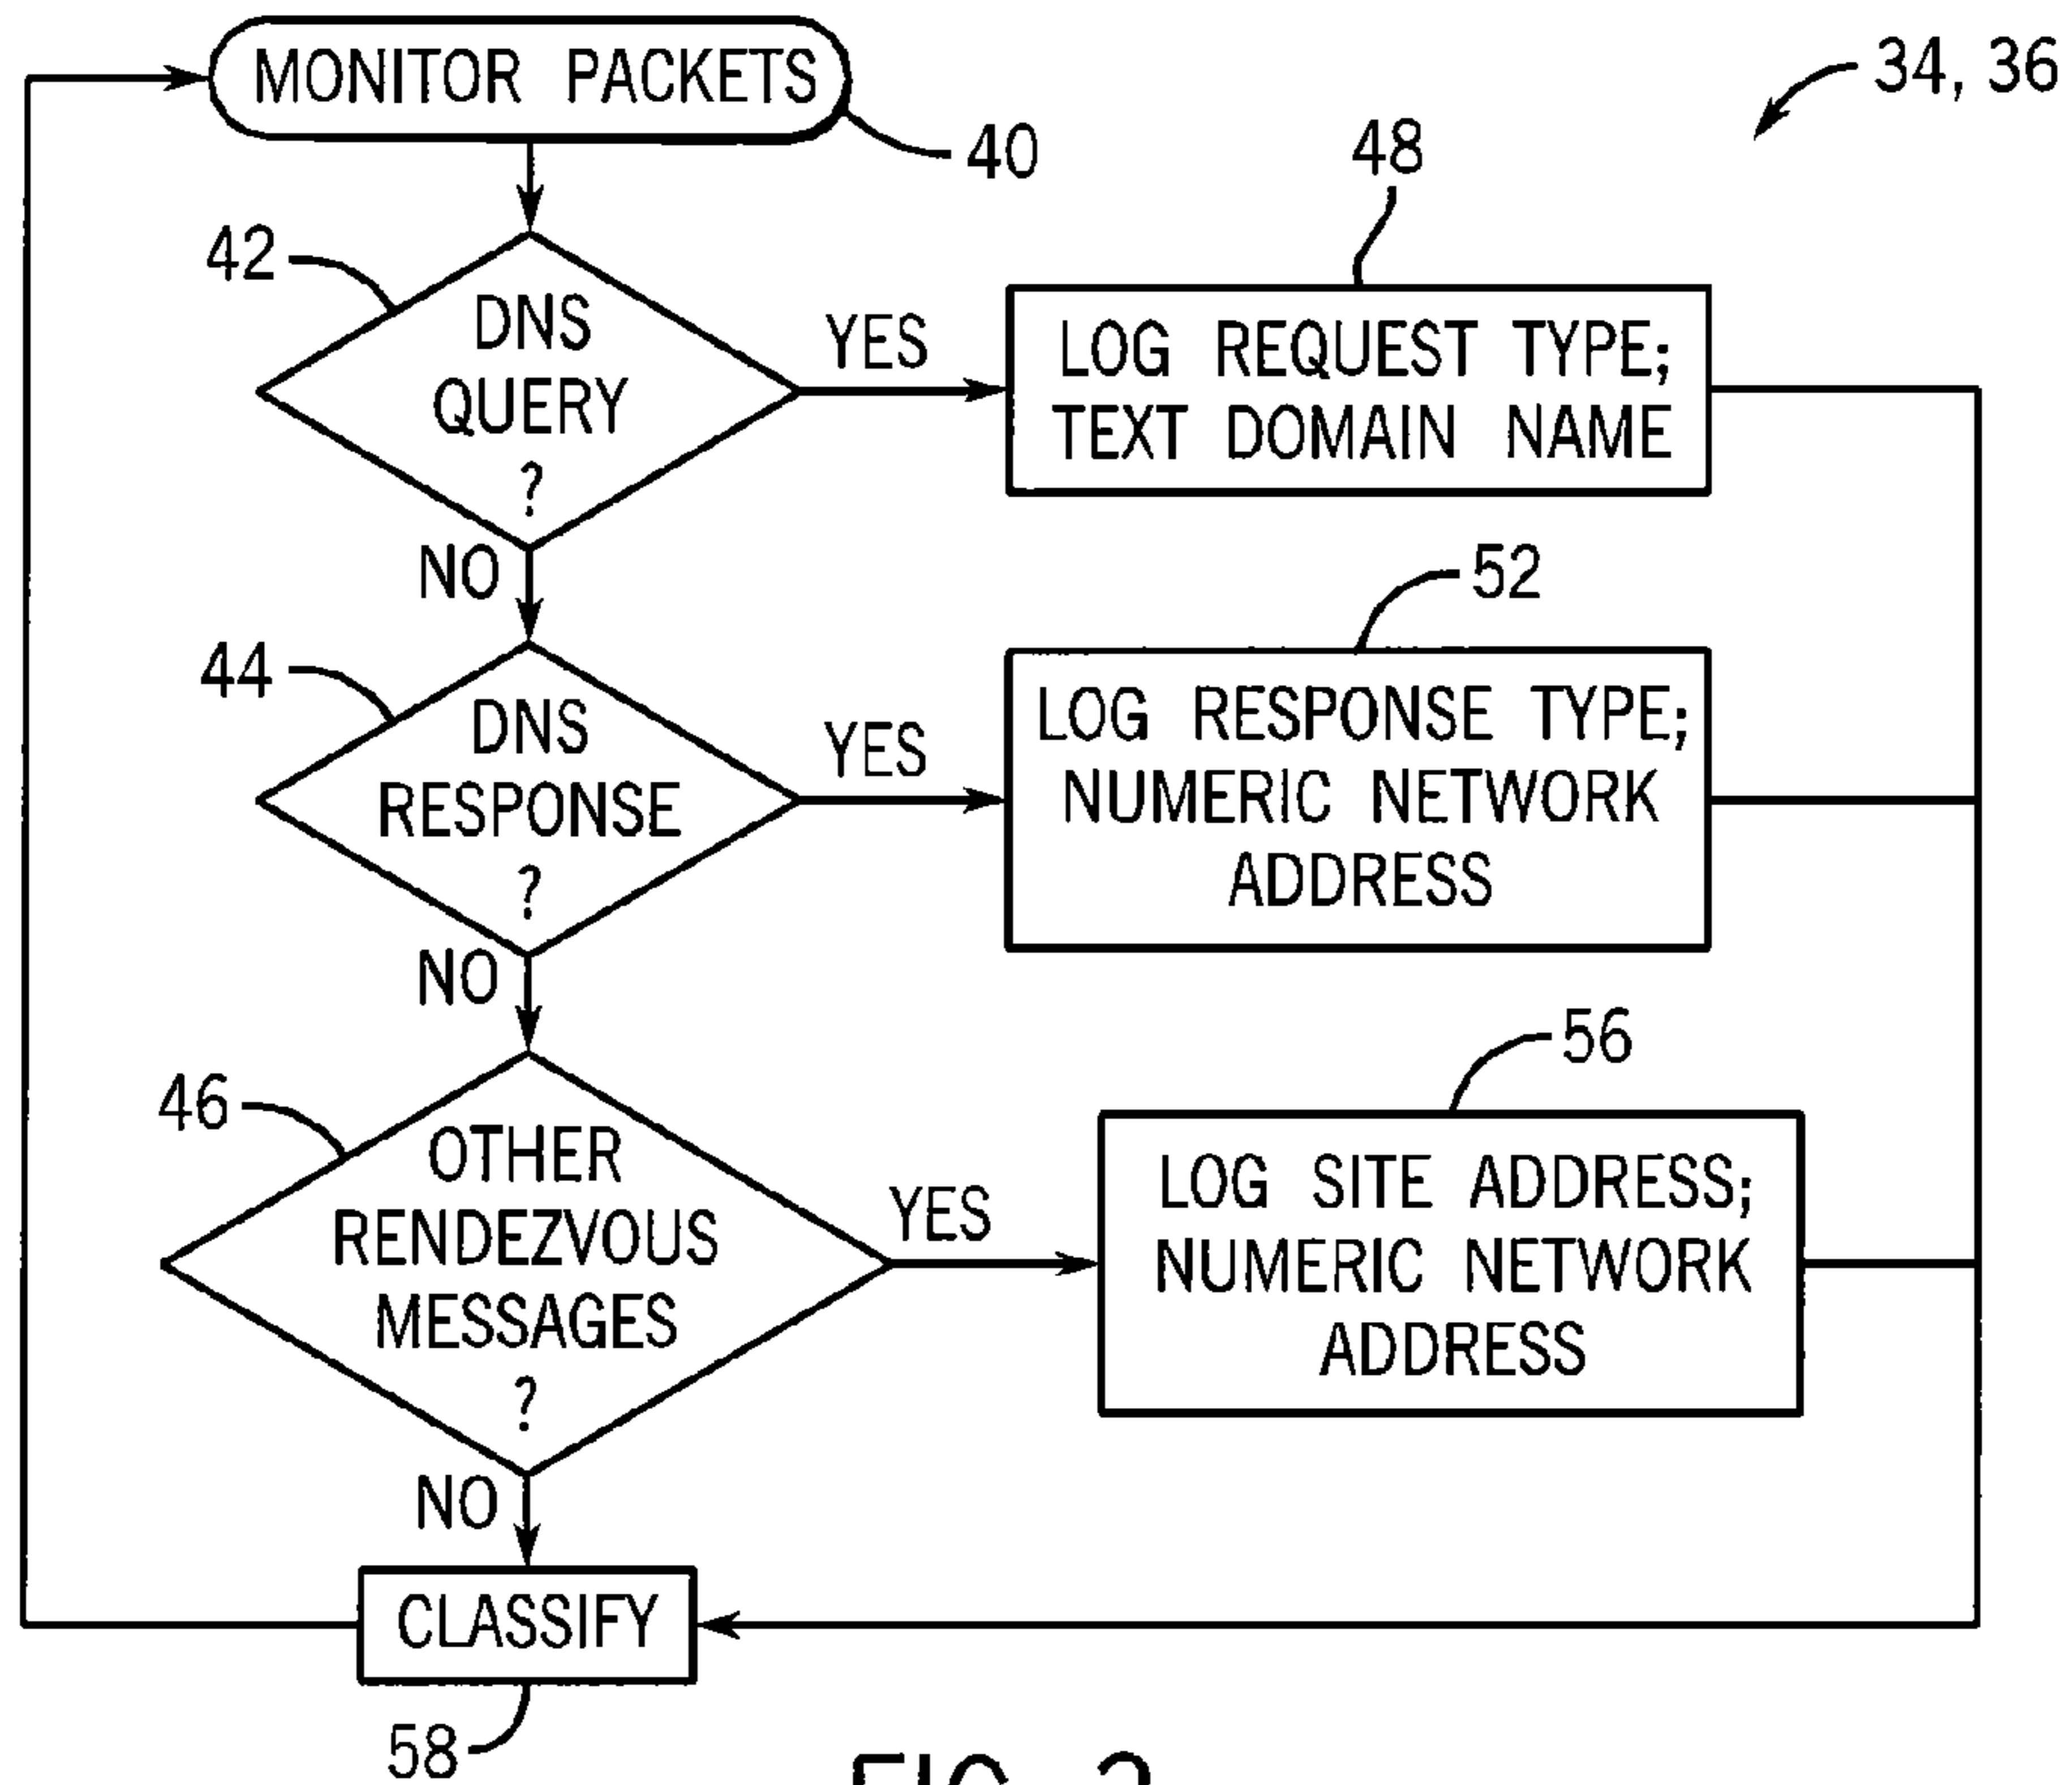 MONITOR PACKETS
34, 36
40
48
42
DNS
QUERY
?
YES
LOG REQUEST TYPE;
TEXT DOMAIN NAME
NO
52
44
DNS
RESPONSE
?
YES
LOG RESPONSE TYPE;
NUMERIC NETWORK
ADDRESS
NO
56
46
OTHER
RENDEZVOUS
MESSAGES
?
YES
LOG SITE ADDRESS;
NUMERIC NETWORK
ADDRESS
NO
CLASSIFY
58